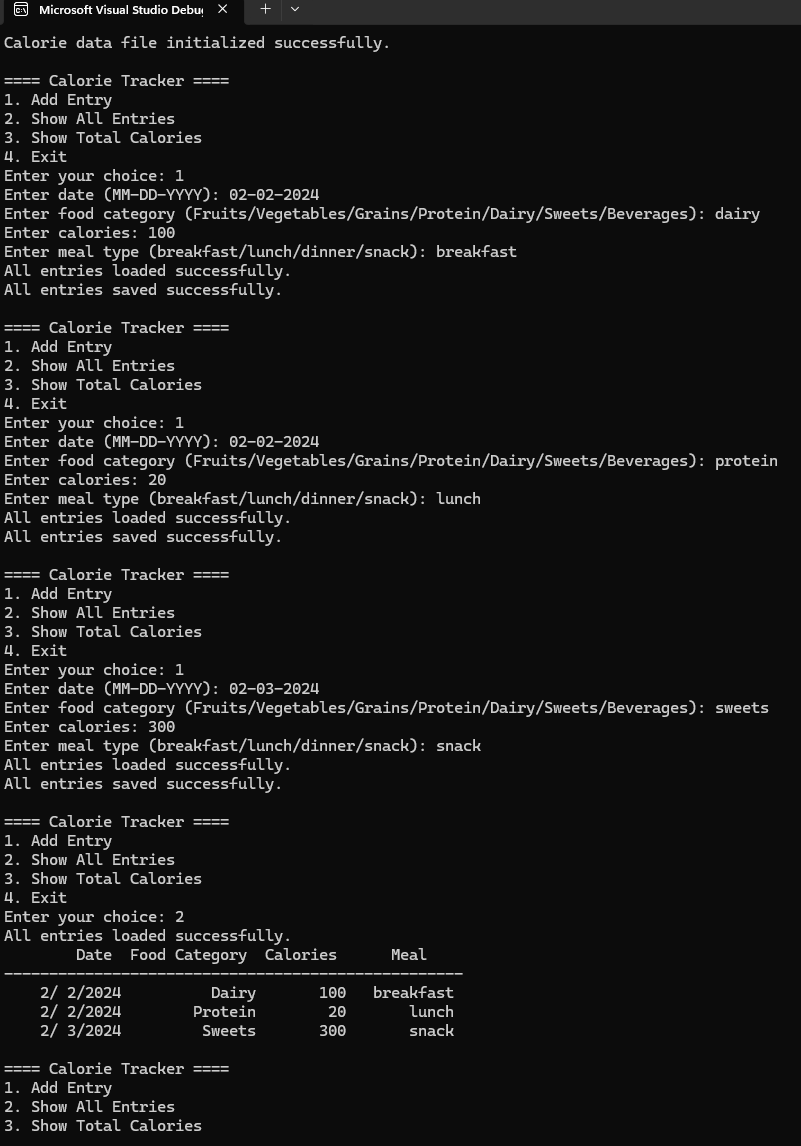 Microsoft Visual Studio Debug
Calorie data file initialized successfully.
==== Calorie Tracker ====
1. Add Entry
2. Show All Entries
3. Show Total Calories
4. Exit
Enter your choice: 1
Enter date (MM-DD-YYYY): 02-02-2024
Enter food category (Fruits/Vegetables/Grains/Protein/Dairy/Sweets/Beverages): dairy
Enter calories: 100
Enter meal type (breakfast/lunch/dinner/snack): breakfast
All entries loaded successfully.
All entries saved successfully.
==== Calorie Tracker ====
1. Add Entry
2. Show All Entries
3. Show Total Calories
4. Exit
Enter your choice: 1
Enter date (MM-DD-YYYY): 02-02-2024
Enter food category (Fruits/Vegetables/Grains/Protein/Dairy/Sweets/Beverages): protein
Enter calories: 20
Enter meal type (breakfast/lunch/dinner/snack): lunch
All entries loaded successfully.
All entries saved successfully.
==== Calorie Tracker ====
1. Add Entry
2. Show All Entries
3. Show Total Calories
4. Exit
Enter your choice: 1
Enter date (MM-DD-YYYY): 02-03-2024
Enter food category (Fruits/Vegetables/Grains/Protein/Dairy/Sweets/Beverages): sweets
Enter calories: 300
Enter meal type (breakfast/lunch/dinner/snack): snack
All entries loaded successfully.
All entries saved successfully.
==== Calorie Tracker ====
1. Add Entry
2. Show All Entries
3. Show Total Calories
4. Exit
Enter your choice: 2
All entries loaded successfully.
Date Food Category Calories Meal
---------------------------------------------------
2/ 2/2024 Dairy 100 breakfast
2/ 2/2024 Protein 20 lunch
2/ 3/2024 Sweets 300 snack
==== Calorie Tracker ====
1. Add Entry
2. Show All Entries
3. Show Total Calories